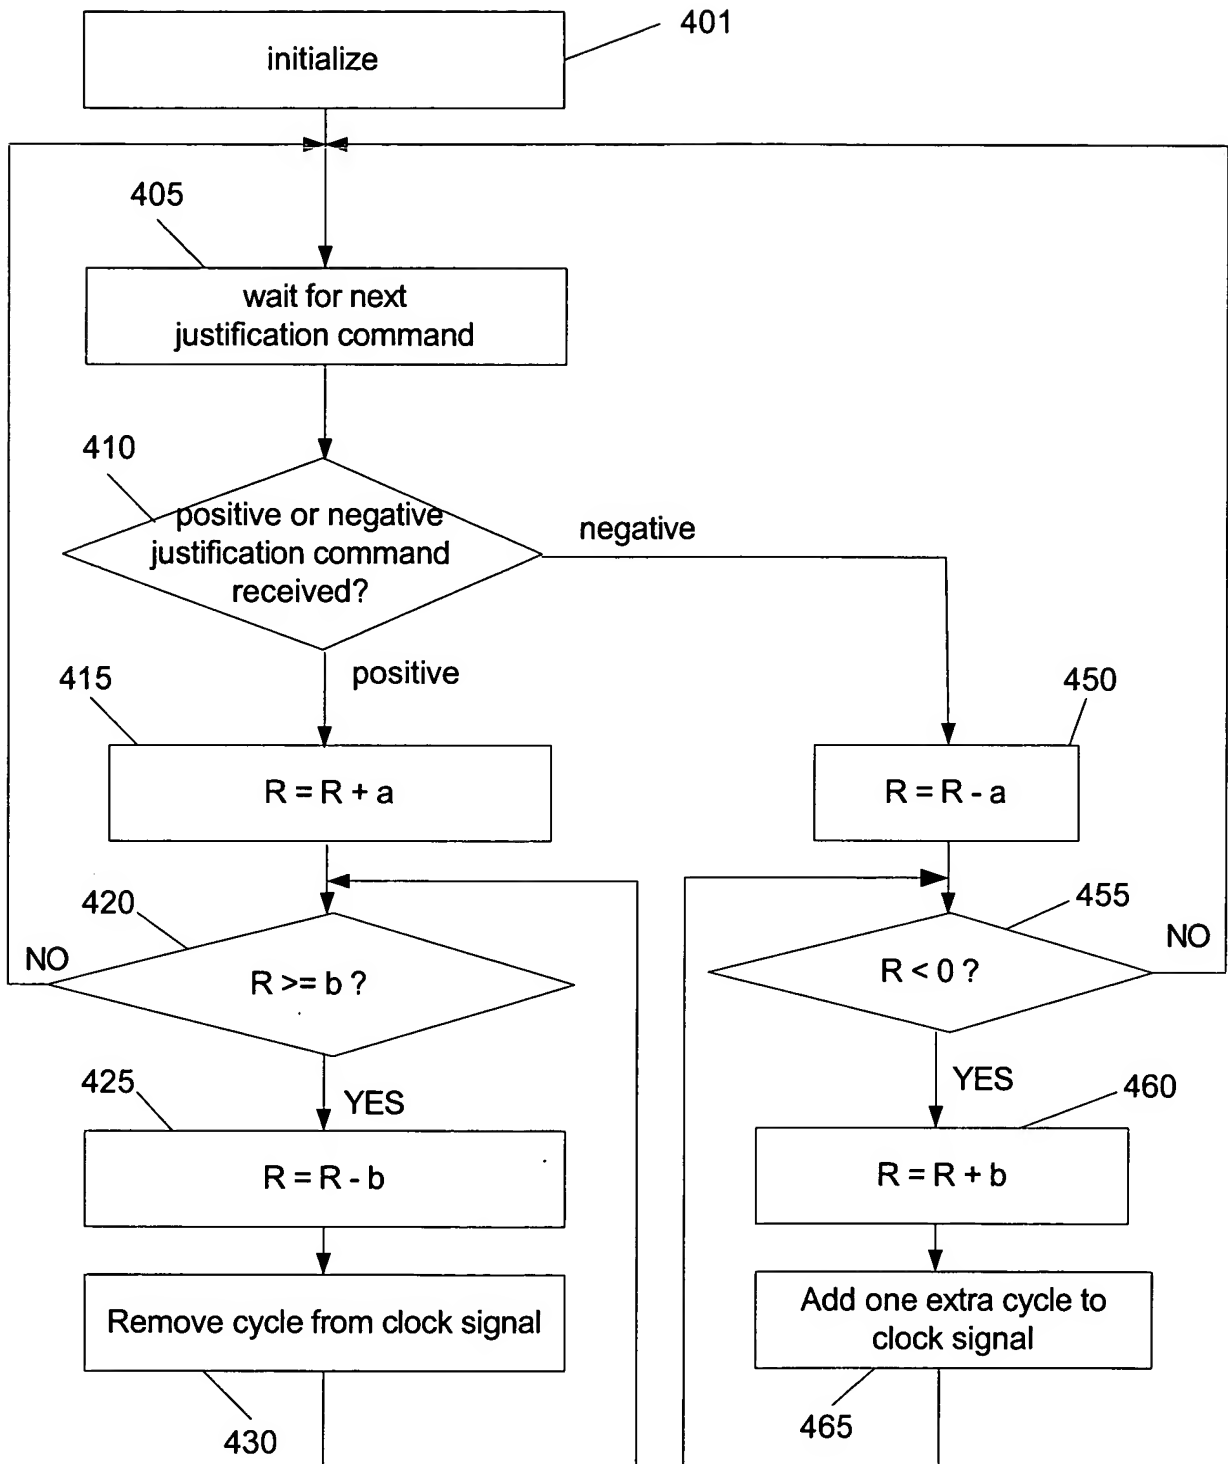 401
initialize
405
wait for next
justification command
410
positive or negative
justification command
received?
negative
positive
415
R = R + a
450
R = R - a
420
NO
R >= b ?
455
NO
R < 0 ?
425
YES
R = R - b
YES
460
R = R + b
Remove cycle from clock signal
430
Add one extra cycle to
clock signal
465